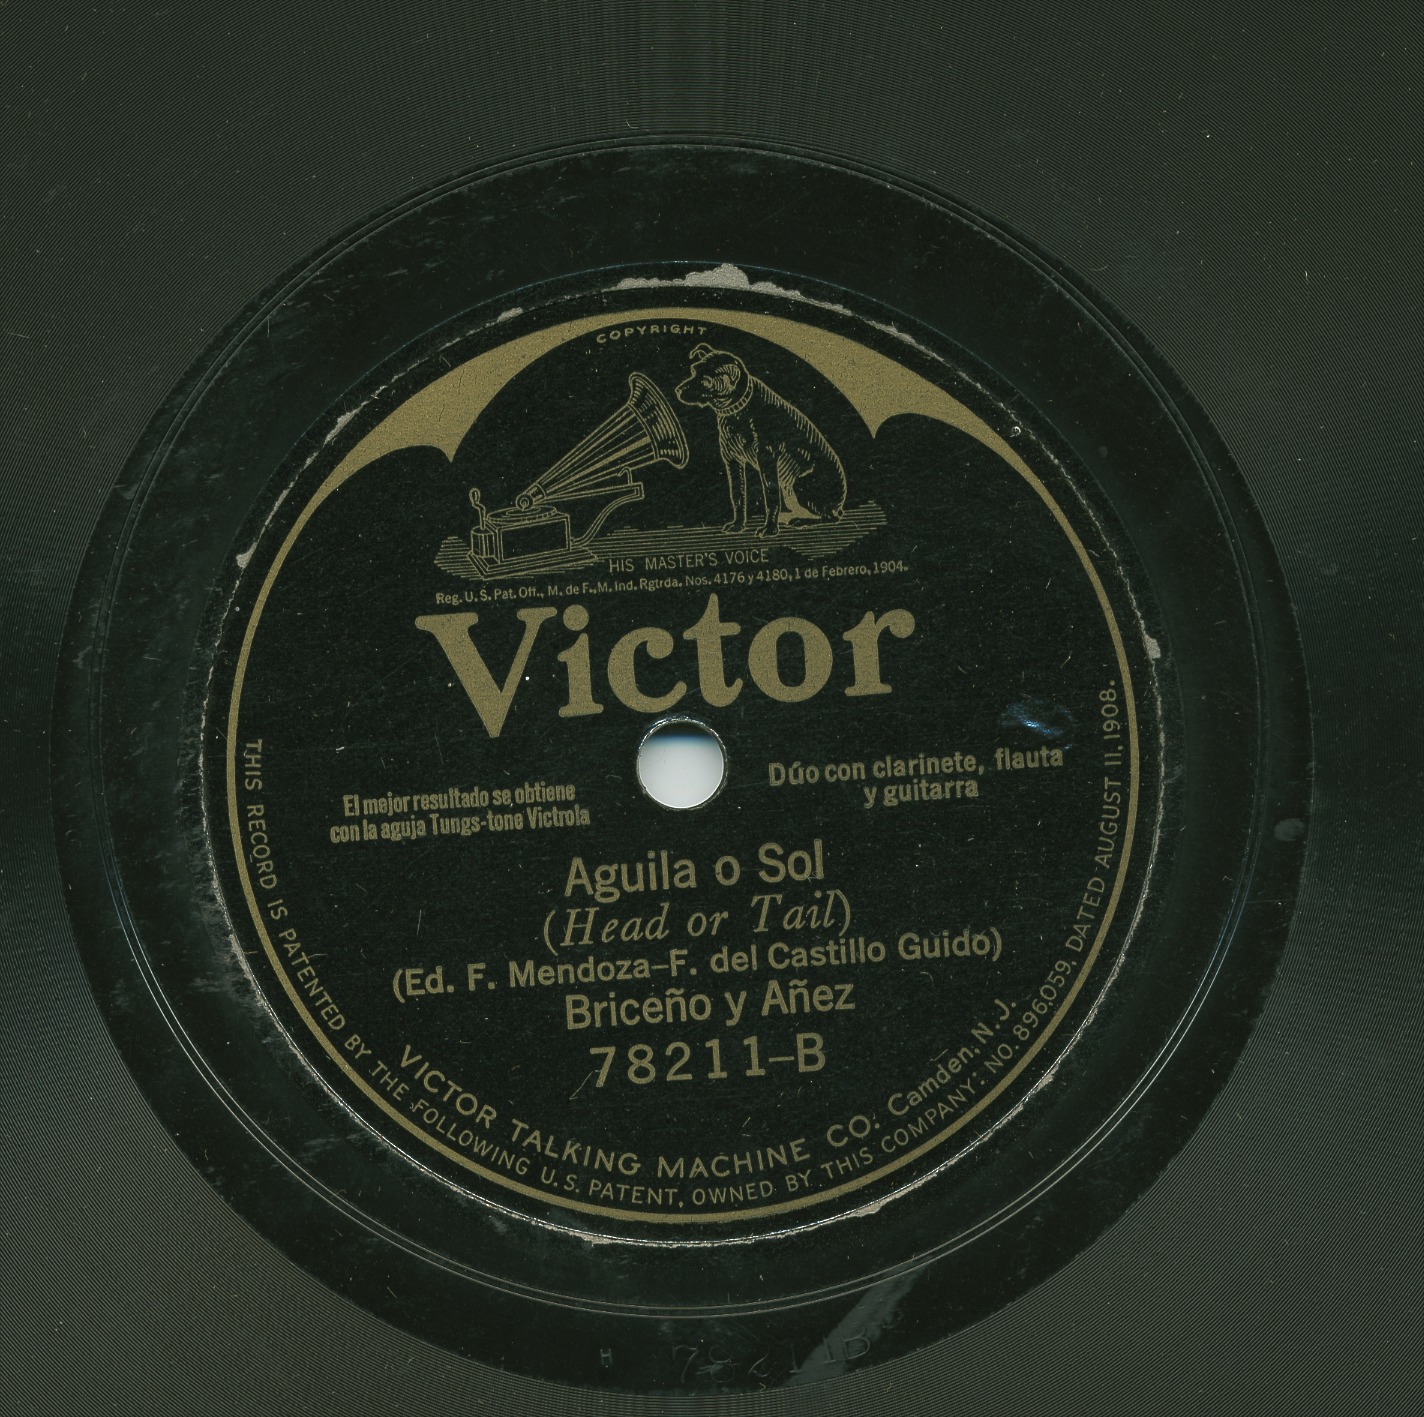 COPYRIGHT
HIS MASTER'S VOICE
Reg. U. S. Pat. Off., M. de F., M. Ind. Rgtrda. Nos. 4176 y 4180, 1 de Febrero, 1904.
Victor
El mejor resultado se obtiene
con la aguja Tungs-tone Victrola
Dúo con clarinete, flauta
y guitarra
Aguila o Sol
(Head or Tail)
(Ed. F. Mendoza–F. del Castillo Guido)
Briceño y Añez
78211–B
VICTOR TALKING MACHINE CO. Camden, N. J.
THIS RECORD IS PATENTED BY THE FOLLOWING U.S. PATENT, OWNED BY THIS COMPANY: NO. 896,059, DATED AUGUST 11, 1908.
H 78211B